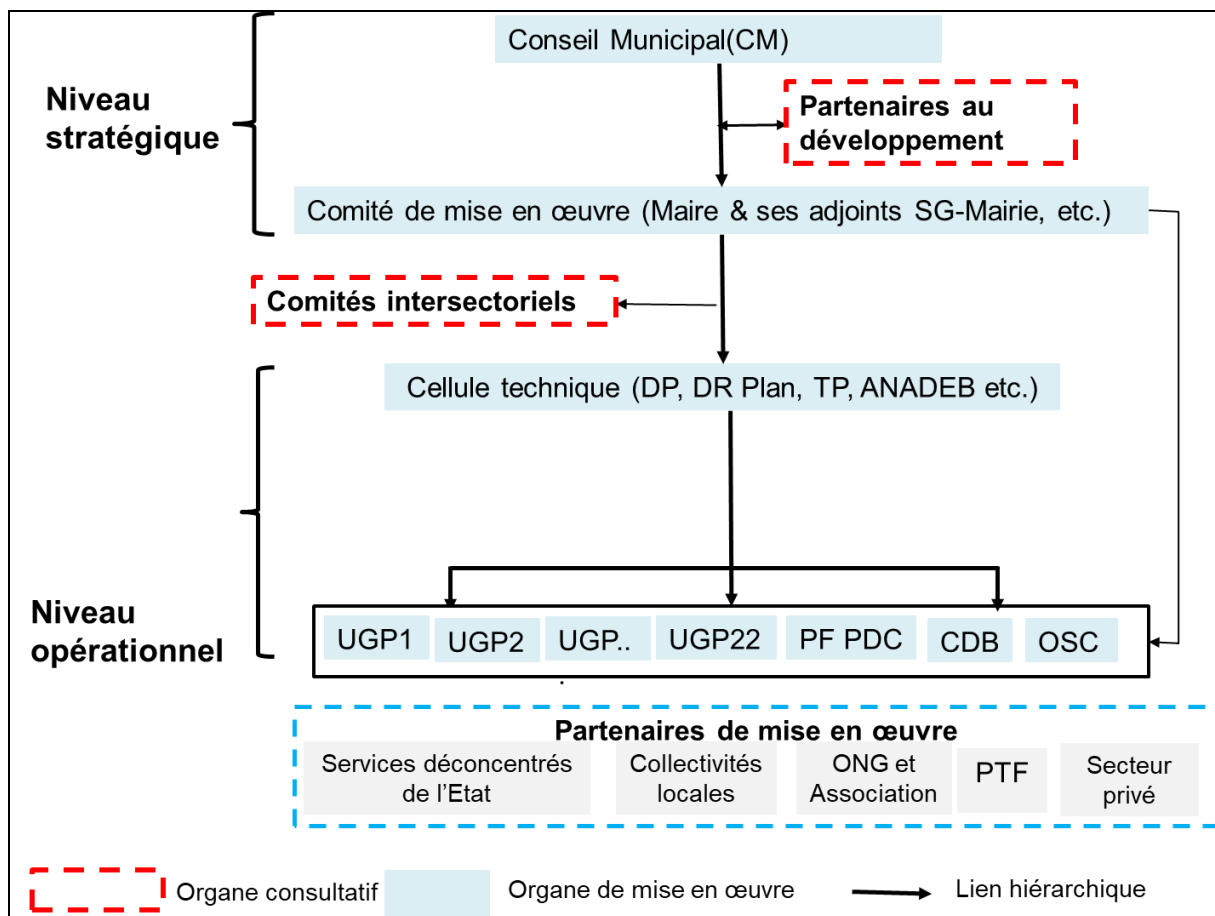 Conseil Municipal(CM)
Niveau
stratégique
Partenaires au
développement
Comité de mise en œuvre (Maire & ses adjoints SG-Mairie, etc.)
Comités intersectoriels
Cellule technique (DP, DR Plan, TP, ANADEB etc.)
Niveau
opérationnel
UGP1 UGP2 UGP.. UGP22 PF PDC CDB OSC
.
Partenaires de mise en œuvre
Services déconcentrés
de l’Etat
Collectivités
locales
ONG et
Association
PTF
Secteur
privé
Organe consultatif
Organe de mise en œuvre
Lien hiérarchique